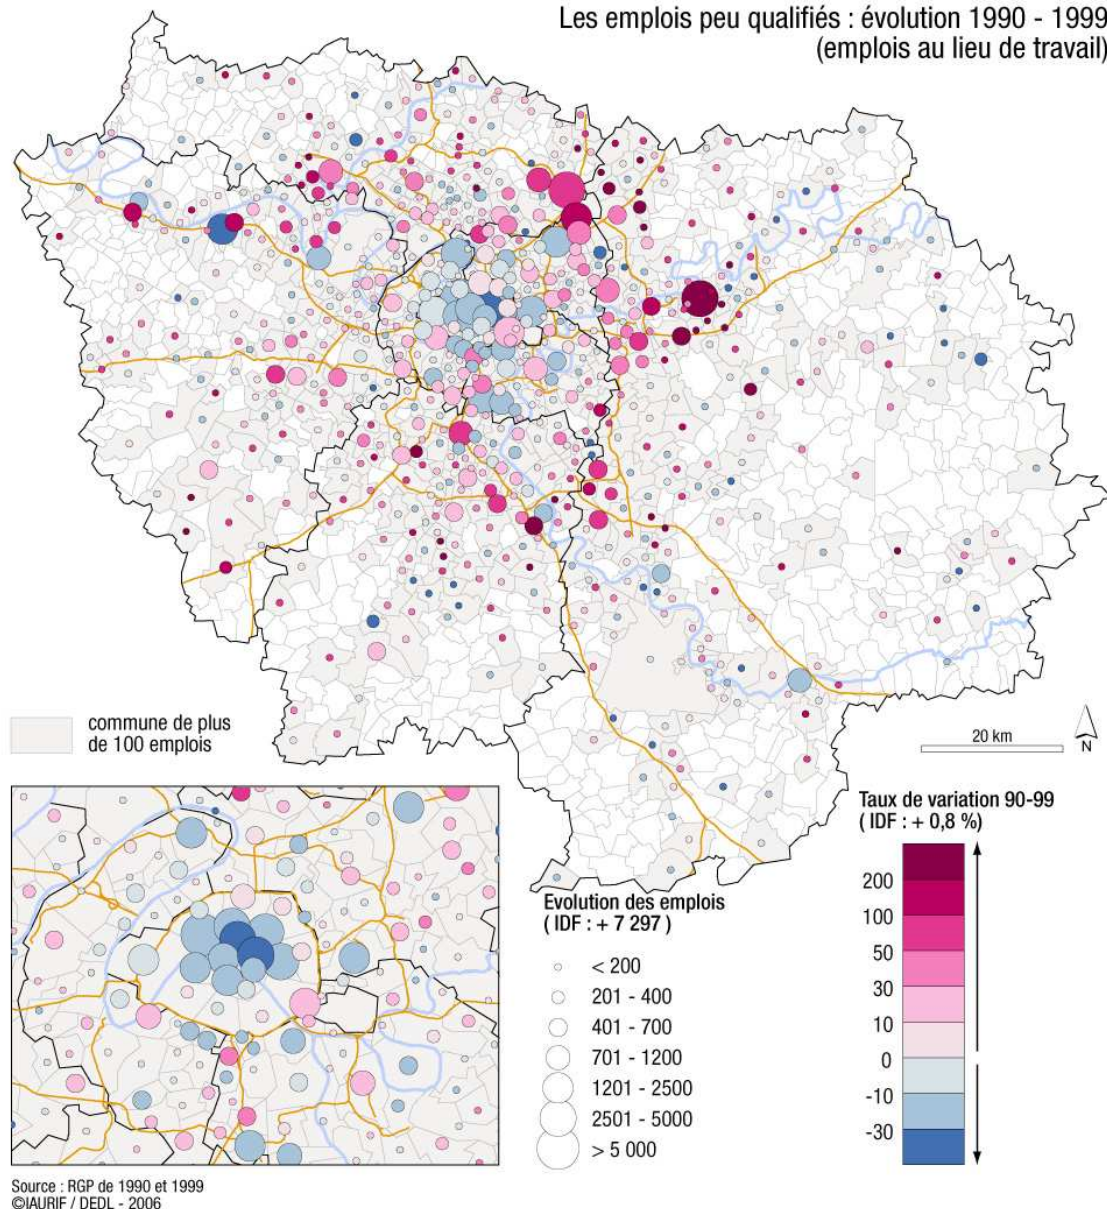 Les emplois peu qualifiés : évolution 1990 - 1999
(emplois au lieu de travail)
commune de plus
de 100 emplois
20 km
N
Taux de variation 90-99
( IDF : + 0,8 %)
200
100
50
30
10
0
-10
-30
Evolution des emplois
( IDF : + 7 297 )
< 200
201 - 400
401 - 700
701 - 1200
1201 - 2500
2501 - 5000
> 5 000
Source : RGP de 1990 et 1999
©IAURIF / DEDL - 2006